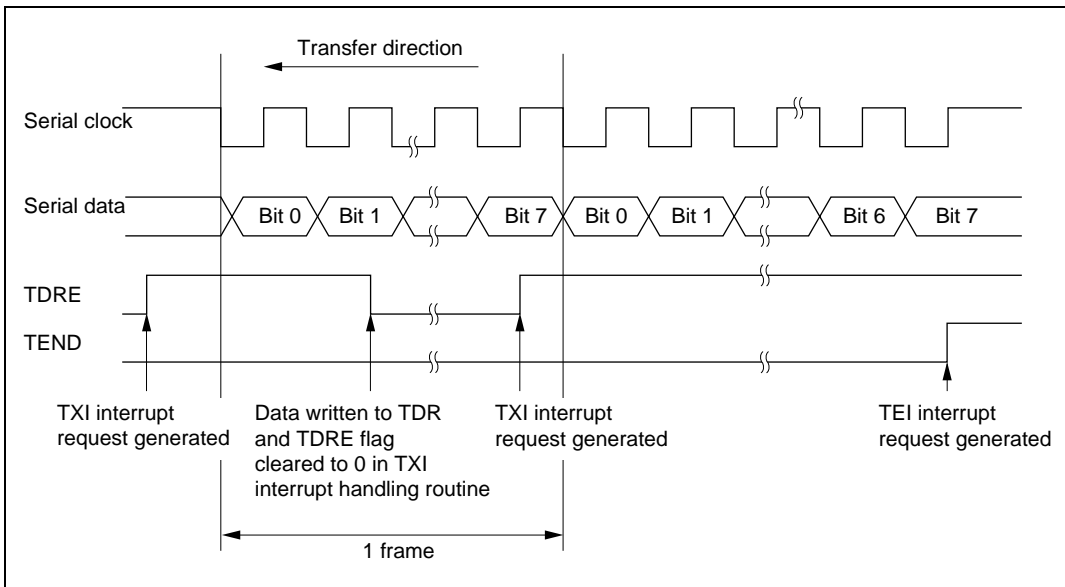 Transfer direction
Serial clock
Serial data
Bit 0
Bit 1
Bit 7
Bit 0
Bit 1
Bit 6
Bit 7
TDRE
TEND
TXI interrupt
request generated
Data written to TDR
and TDRE flag
cleared to 0 in TXI
interrupt handling routine
TXI interrupt
request generated
TEI interrupt
request generated
1 frame